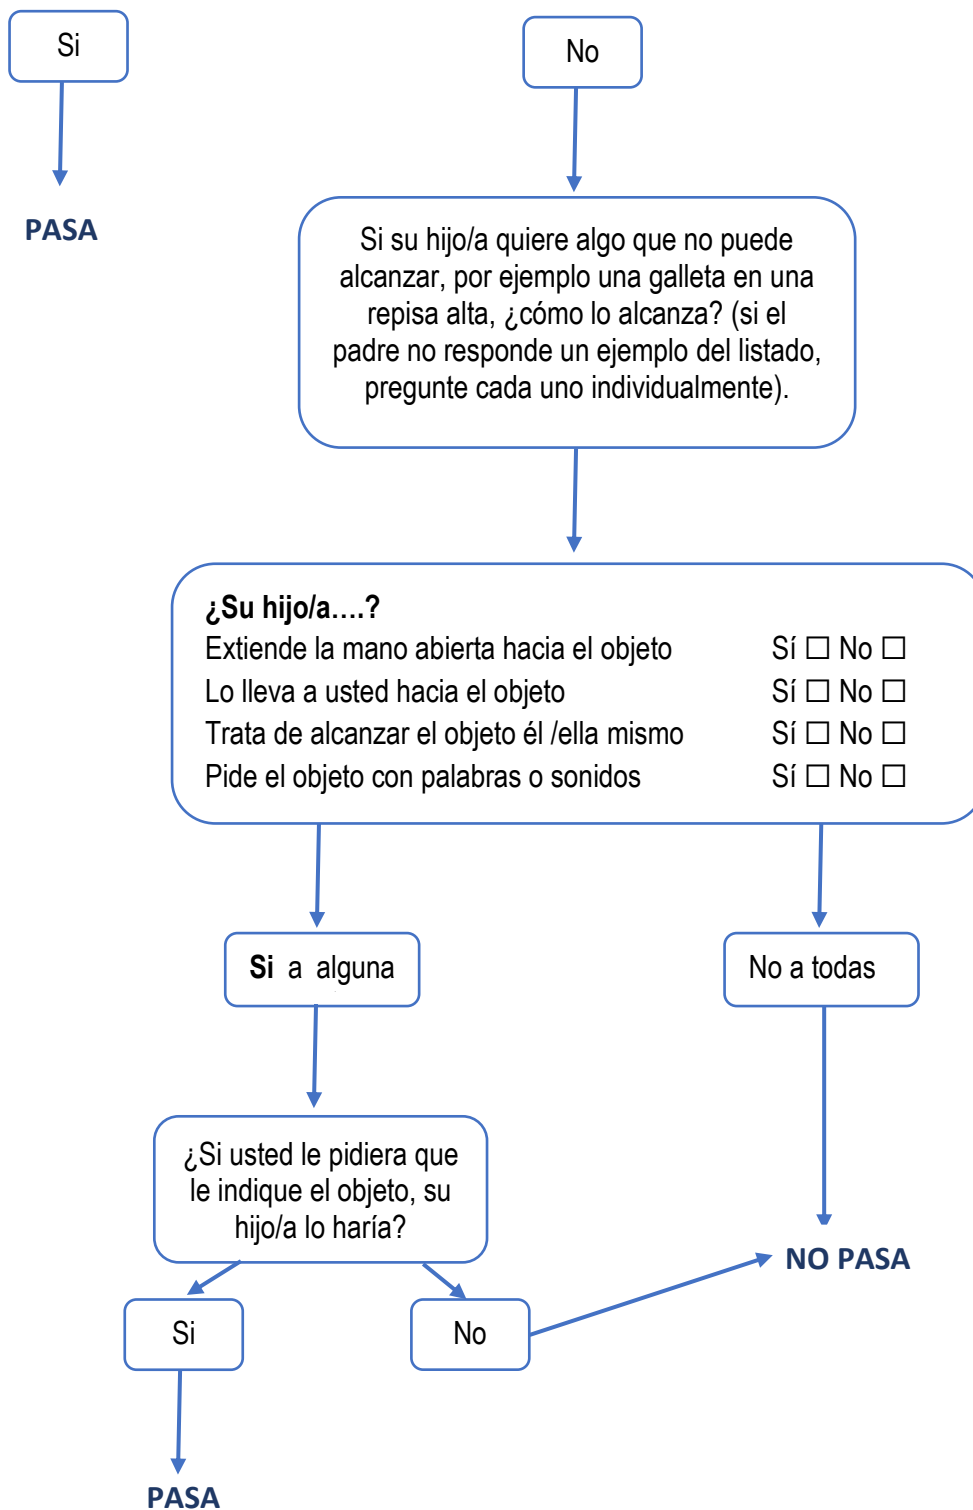 Si
No
PASA
Si su hijo/a quiere algo que no puede
alcanzar, por ejemplo una galleta en una
repisa alta, ¿cómo lo alcanza? (si el
padre no responde un ejemplo del listado,
pregunte cada uno individualmente).
¿Su hijo/a….?
Extiende la mano abierta hacia el objeto Sí ☐ No ☐
Lo lleva a usted hacia el objeto Sí ☐ No ☐
Trata de alcanzar el objeto él /ella mismo Sí ☐ No ☐
Pide el objeto con palabras o sonidos Sí ☐ No ☐
Si a alguna
No a todas
¿Si usted le pidiera que
le indique el objeto, su
hijo/a lo haría?
NO PASA
Si
No
PASA